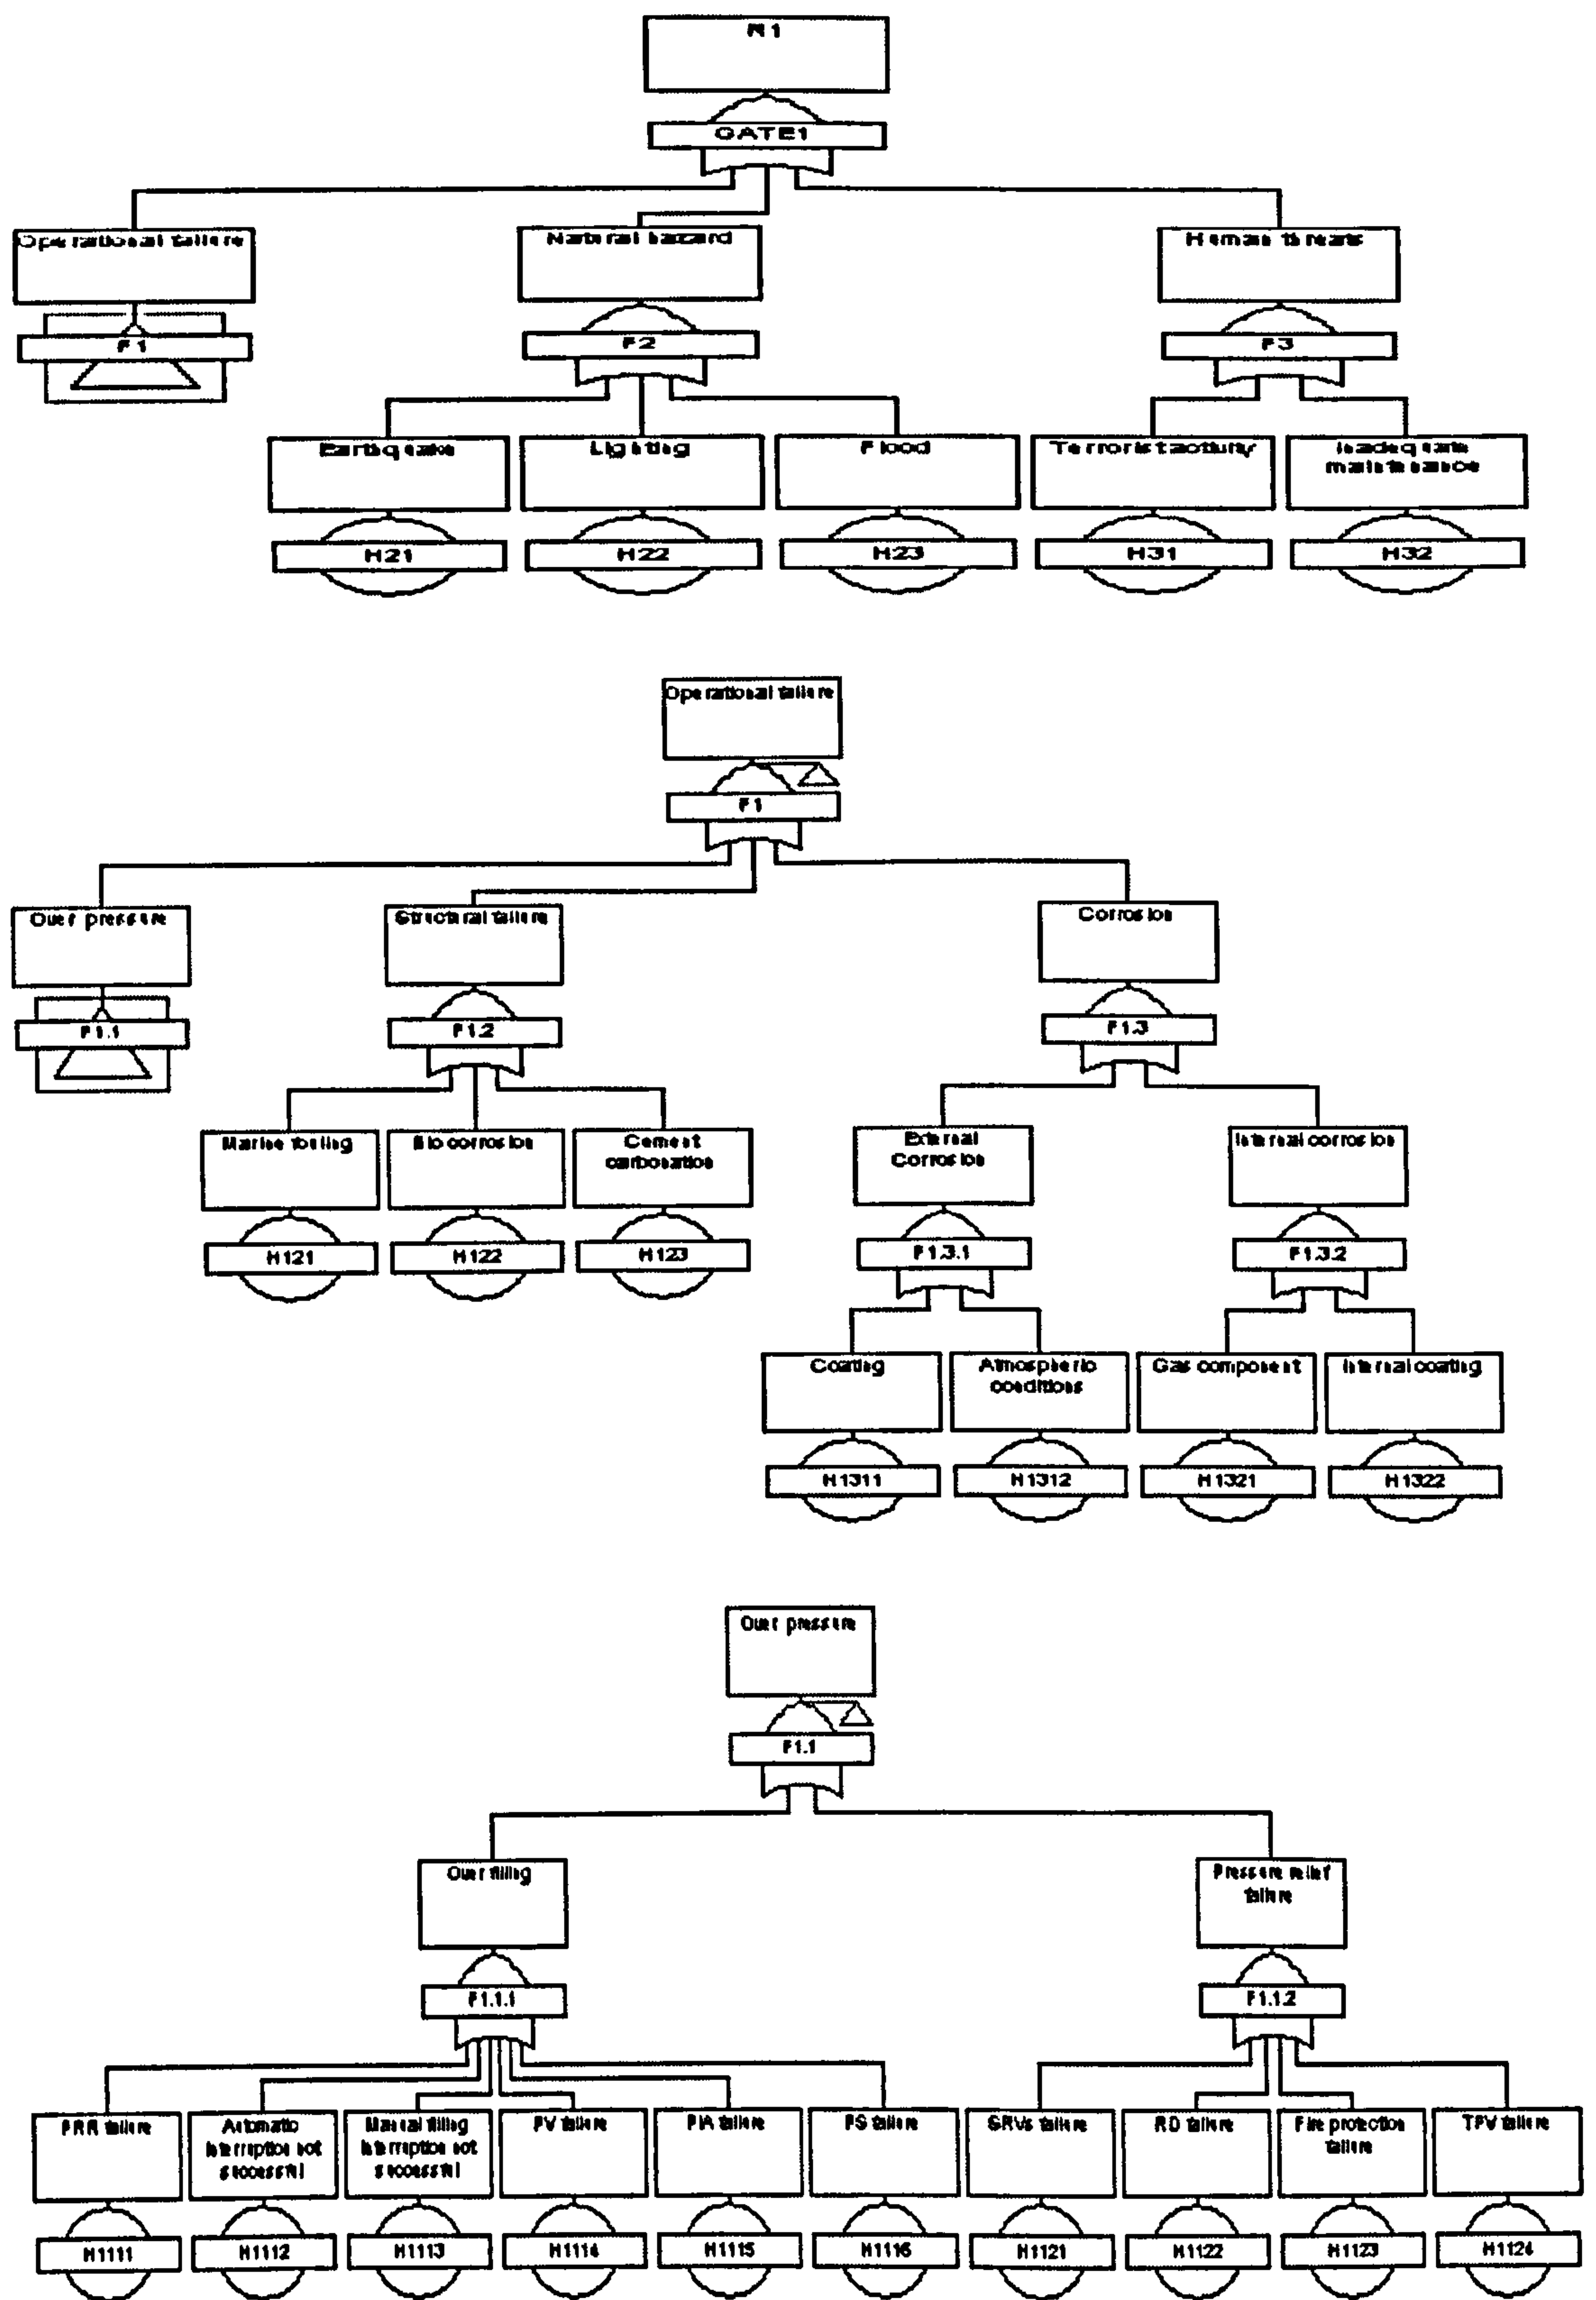 GATE1
Operational failure
Natural hazard
Human threats
F1
F2
F3
Earthquake
Lighting
Flood
Terrorist activity
Inadequate
maintenance
H21
H22
H23
H31
H32
Operational failure
F1
Over pressure
Structural failure
Corrosion
F1.1
F1.2
F1.3
Marine fouling
Bio corrosion
Cement
carbonation
External
Corrosion
Internal corrosion
H121
H122
H123
F1.3.1
F1.3.2
Coating
Atmospheric
conditions
Gas component
Internal coating
H1311
H1312
H1321
H1322
Over pressure
F1.1
Over filling
Pressure relief
failure
F1.1.1
F1.1.2
PRR failure
Automatic
interruption not
successful
Manual filling
interruption not
successful
PV failure
PIA failure
PS failure
SRVs failure
RD failure
Fire protection
failure
TPV failure
H1111
H1112
H1113
H1114
H1115
H1116
H1121
H1122
H1123
H1124